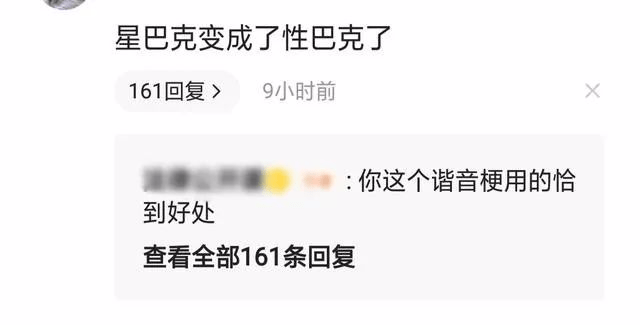 星巴克变成了性巴克了
161回复 > 9小时前 ×
: 你这个谐音梗用的恰
到好处
查看全部161条回复